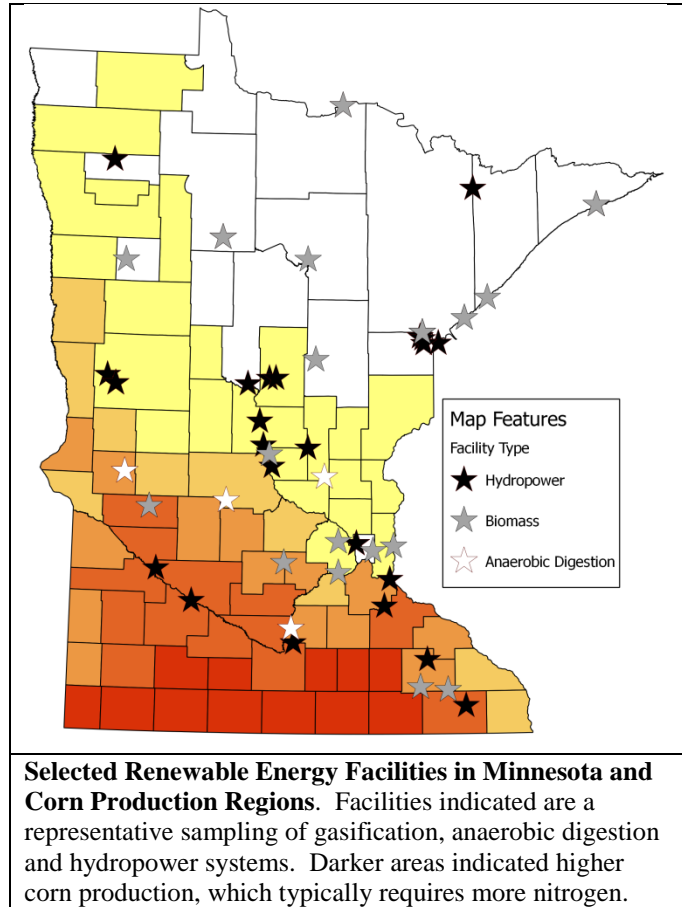 Map Features
Facility Type
Hydropower
Biomass
Anaerobic Digestion
Selected Renewable Energy Facilities in Minnesota and
Corn Production Regions. Facilities indicated are a
representative sampling of gasification, anaerobic digestion
and hydropower systems. Darker areas indicated higher
corn production, which typically requires more nitrogen.